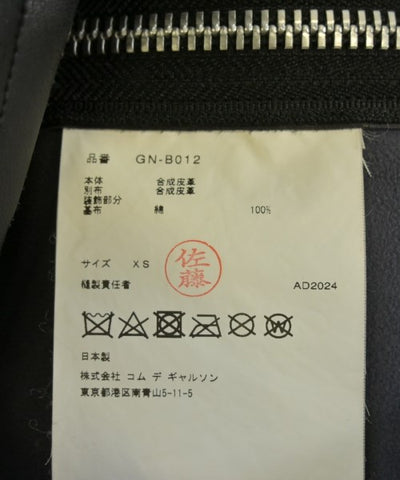 品番 GN-B012
本体 合成皮革
別布 合成皮革
装飾部分
基布 綿 100%
サイズ XS
佐藤
縫製責任者 AD2024
日本製
株式会社 コム デ ギャルソン
東京都港区南青山5-11-5